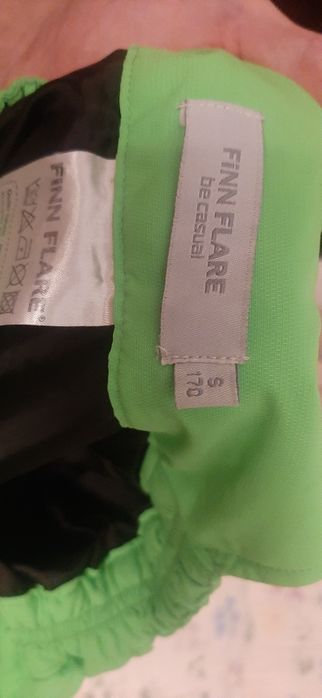 FiNN FLARE
be casual
S
170
FiNN FLARE®